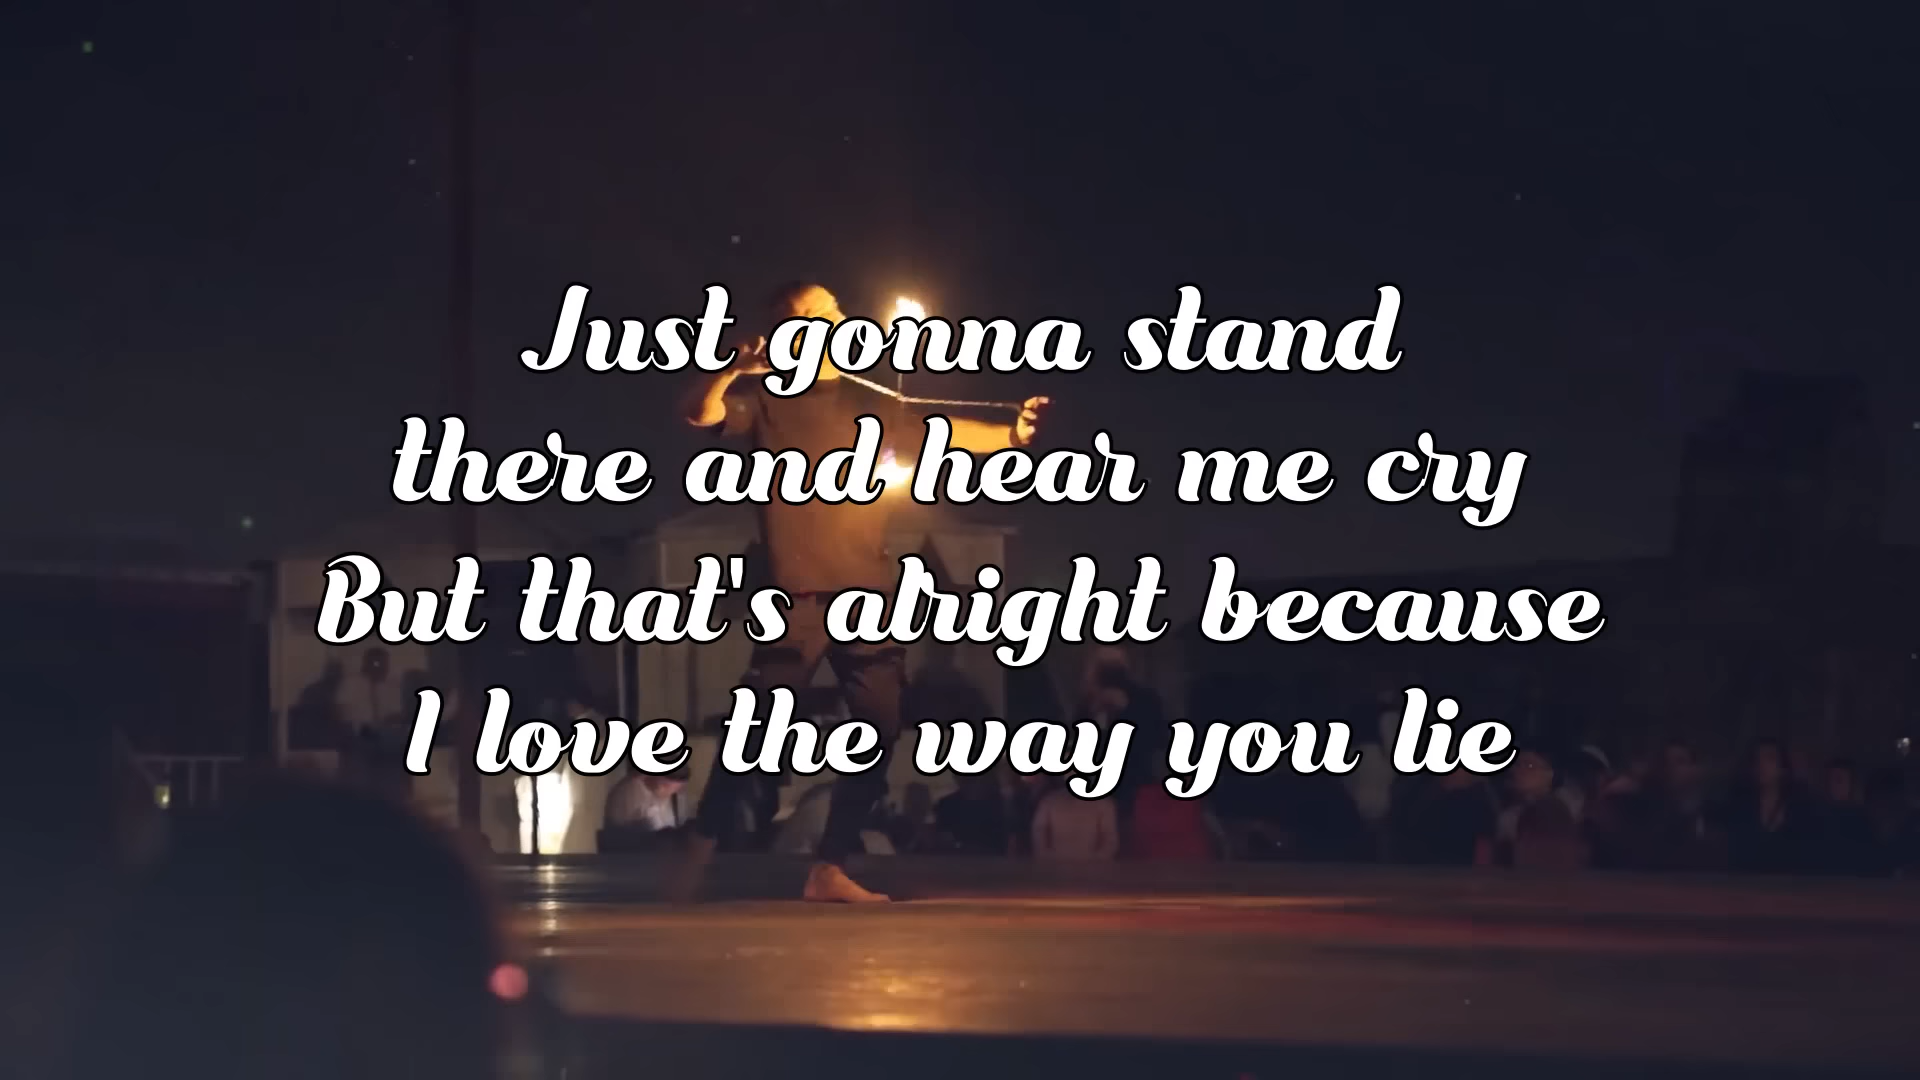 Just gonna stand
there and hear me cry
But that's alright because
I love the way you lie